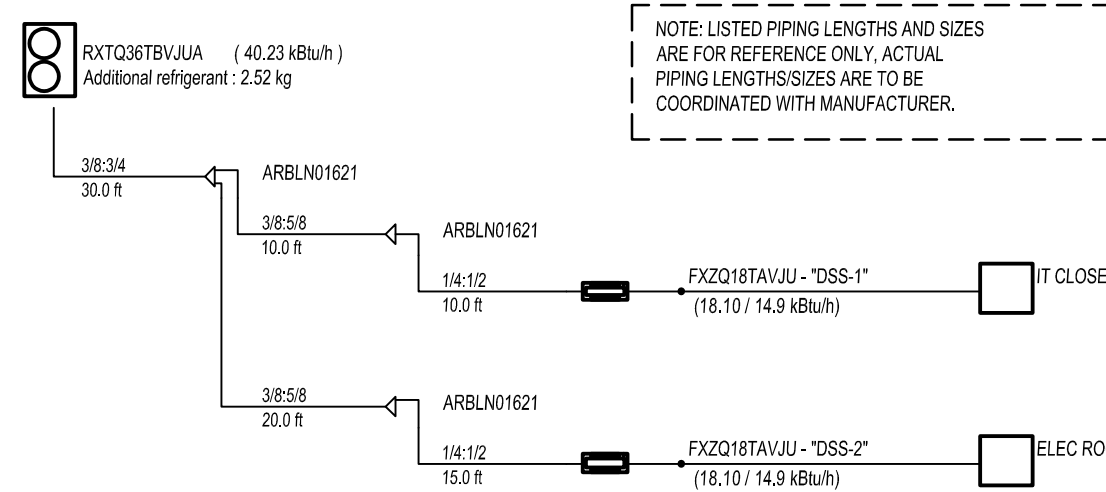 RXTQ36TBVJUA ( 40.23 kBtu/h )
Additional refrigerant : 2.52 kg
NOTE: LISTED PIPING LENGTHS AND SIZES
ARE FOR REFERENCE ONLY, ACTUAL
PIPING LENGTHS/SIZES ARE TO BE
COORDINATED WITH MANUFACTURER.
3/8:3/4
30.0 ft
ARBLN01621
3/8:5/8
10.0 ft
ARBLN01621
1/4:1/2
10.0 ft
FXZQ18TAVJU - "DSS-1"
(18.10 / 14.9 kBtu/h)
IT CLOSE
3/8:5/8
20.0 ft
ARBLN01621
1/4:1/2
15.0 ft
FXZQ18TAVJU - "DSS-2"
(18.10 / 14.9 kBtu/h)
ELEC RO